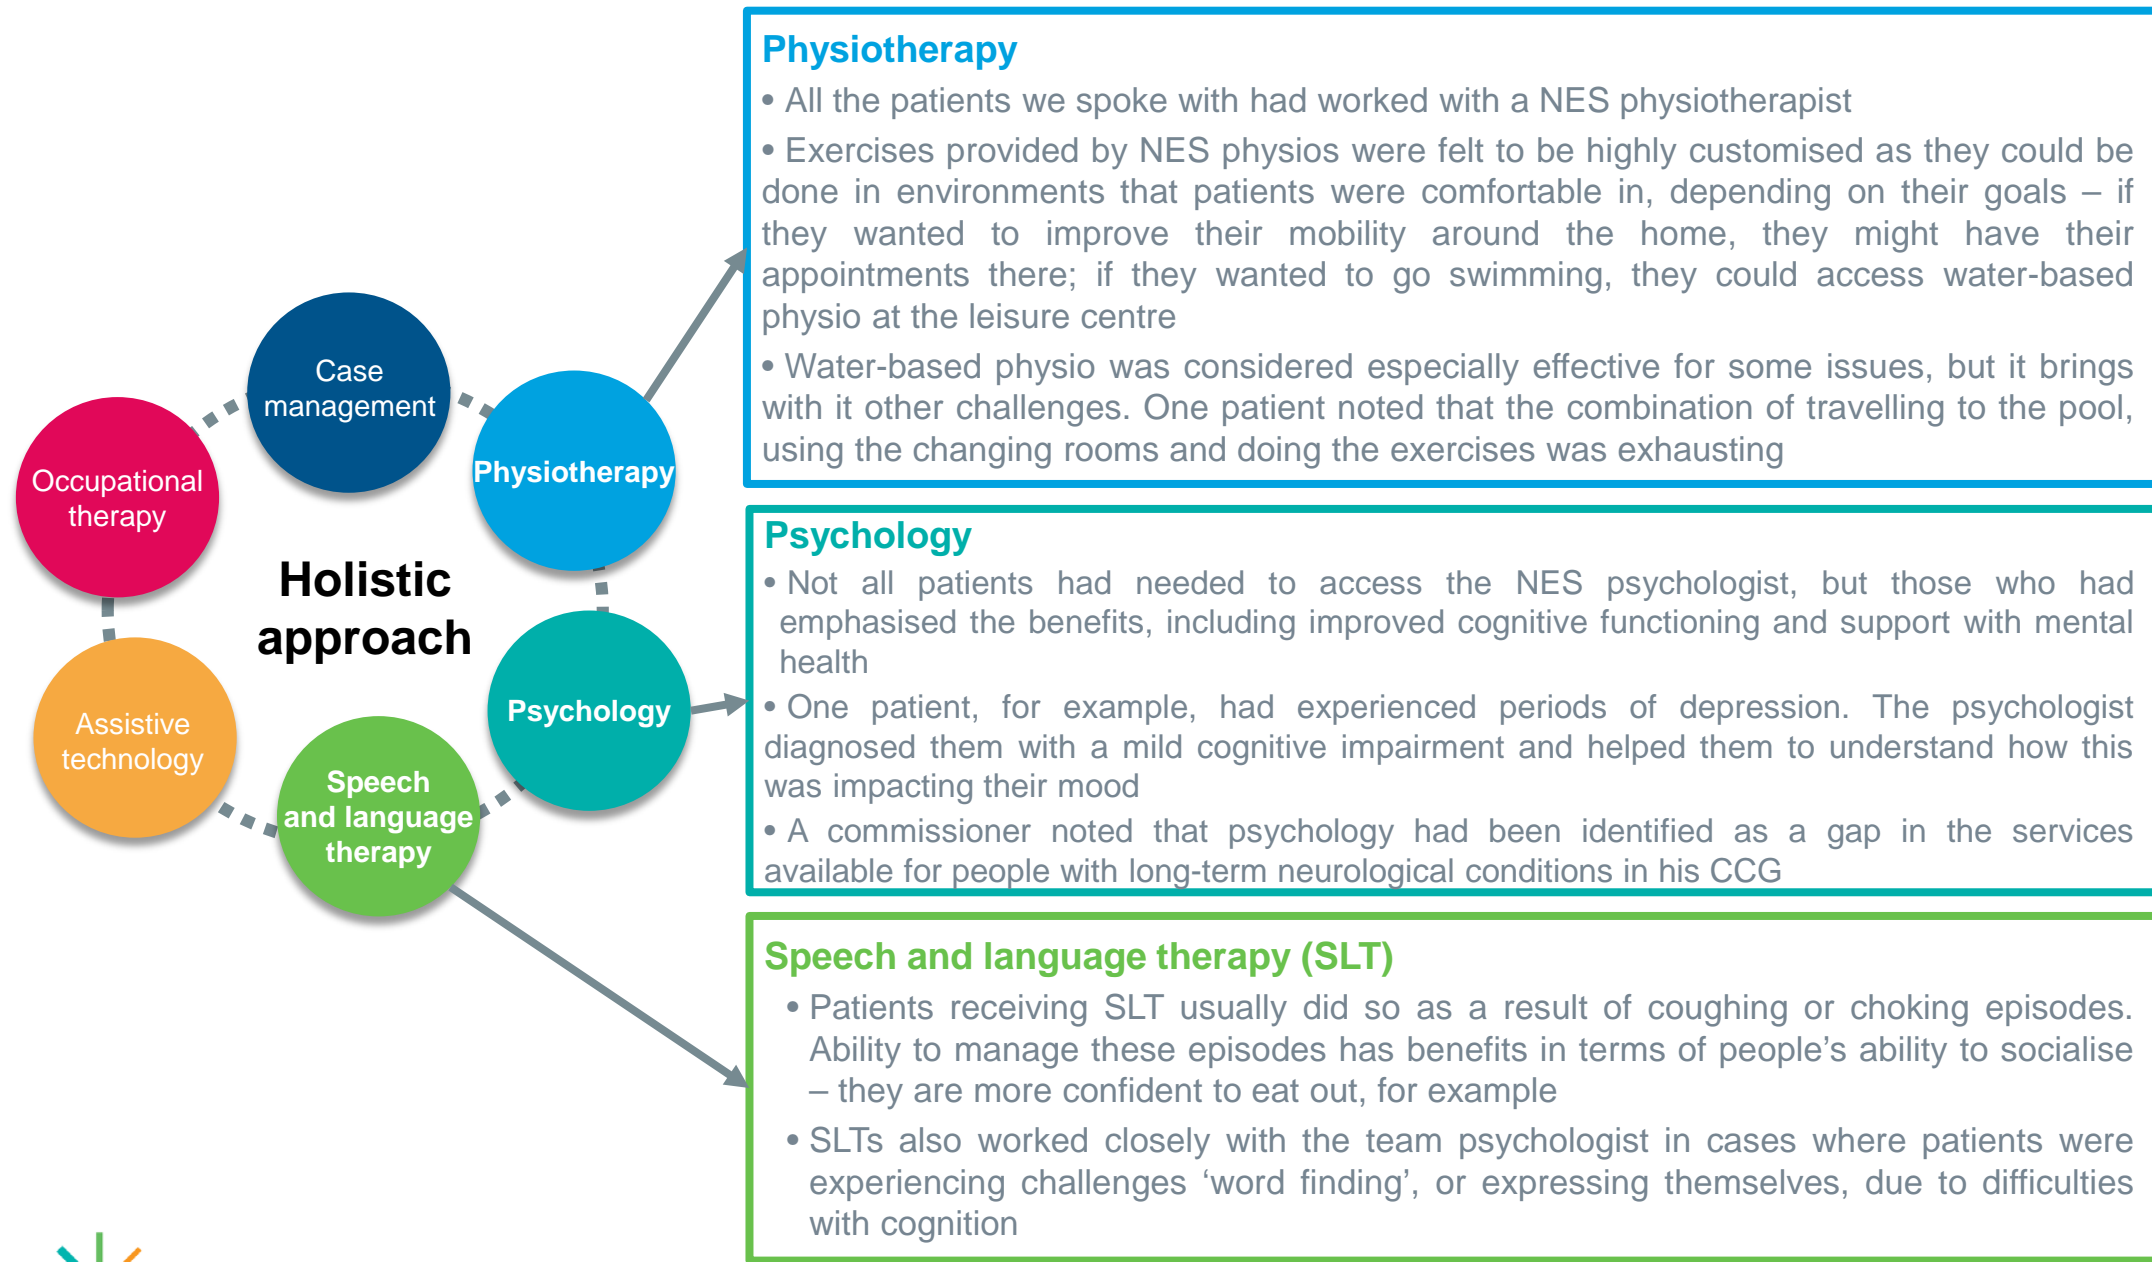 Case
management
Occupational
therapy
Physiotherapy
Holistic
approach
Assistive
technology
Psychology
Speech
and language
therapy
Physiotherapy
• All the patients we spoke with had worked with a NES physiotherapist
• Exercises provided by NES physios were felt to be highly customised as they could be
done in environments that patients were comfortable in, depending on their goals – if
they wanted to improve their mobility around the home, they might have their
appointments there; if they wanted to go swimming, they could access water-based
physio at the leisure centre
• Water-based physio was considered especially effective for some issues, but it brings
with it other challenges. One patient noted that the combination of travelling to the pool,
using the changing rooms and doing the exercises was exhausting
Psychology
• Not all patients had needed to access the NES psychologist, but those who had
emphasised the benefits, including improved cognitive functioning and support with mental
health
• One patient, for example, had experienced periods of depression. The psychologist
diagnosed them with a mild cognitive impairment and helped them to understand how this
was impacting their mood
• A commissioner noted that psychology had been identified as a gap in the services
available for people with long-term neurological conditions in his CCG
Speech and language therapy (SLT)
• Patients receiving SLT usually did so as a result of coughing or choking episodes.
Ability to manage these episodes has benefits in terms of people’s ability to socialise
– they are more confident to eat out, for example
• SLTs also worked closely with the team psychologist in cases where patients were
experiencing challenges ‘word finding’, or expressing themselves, due to difficulties
with cognition